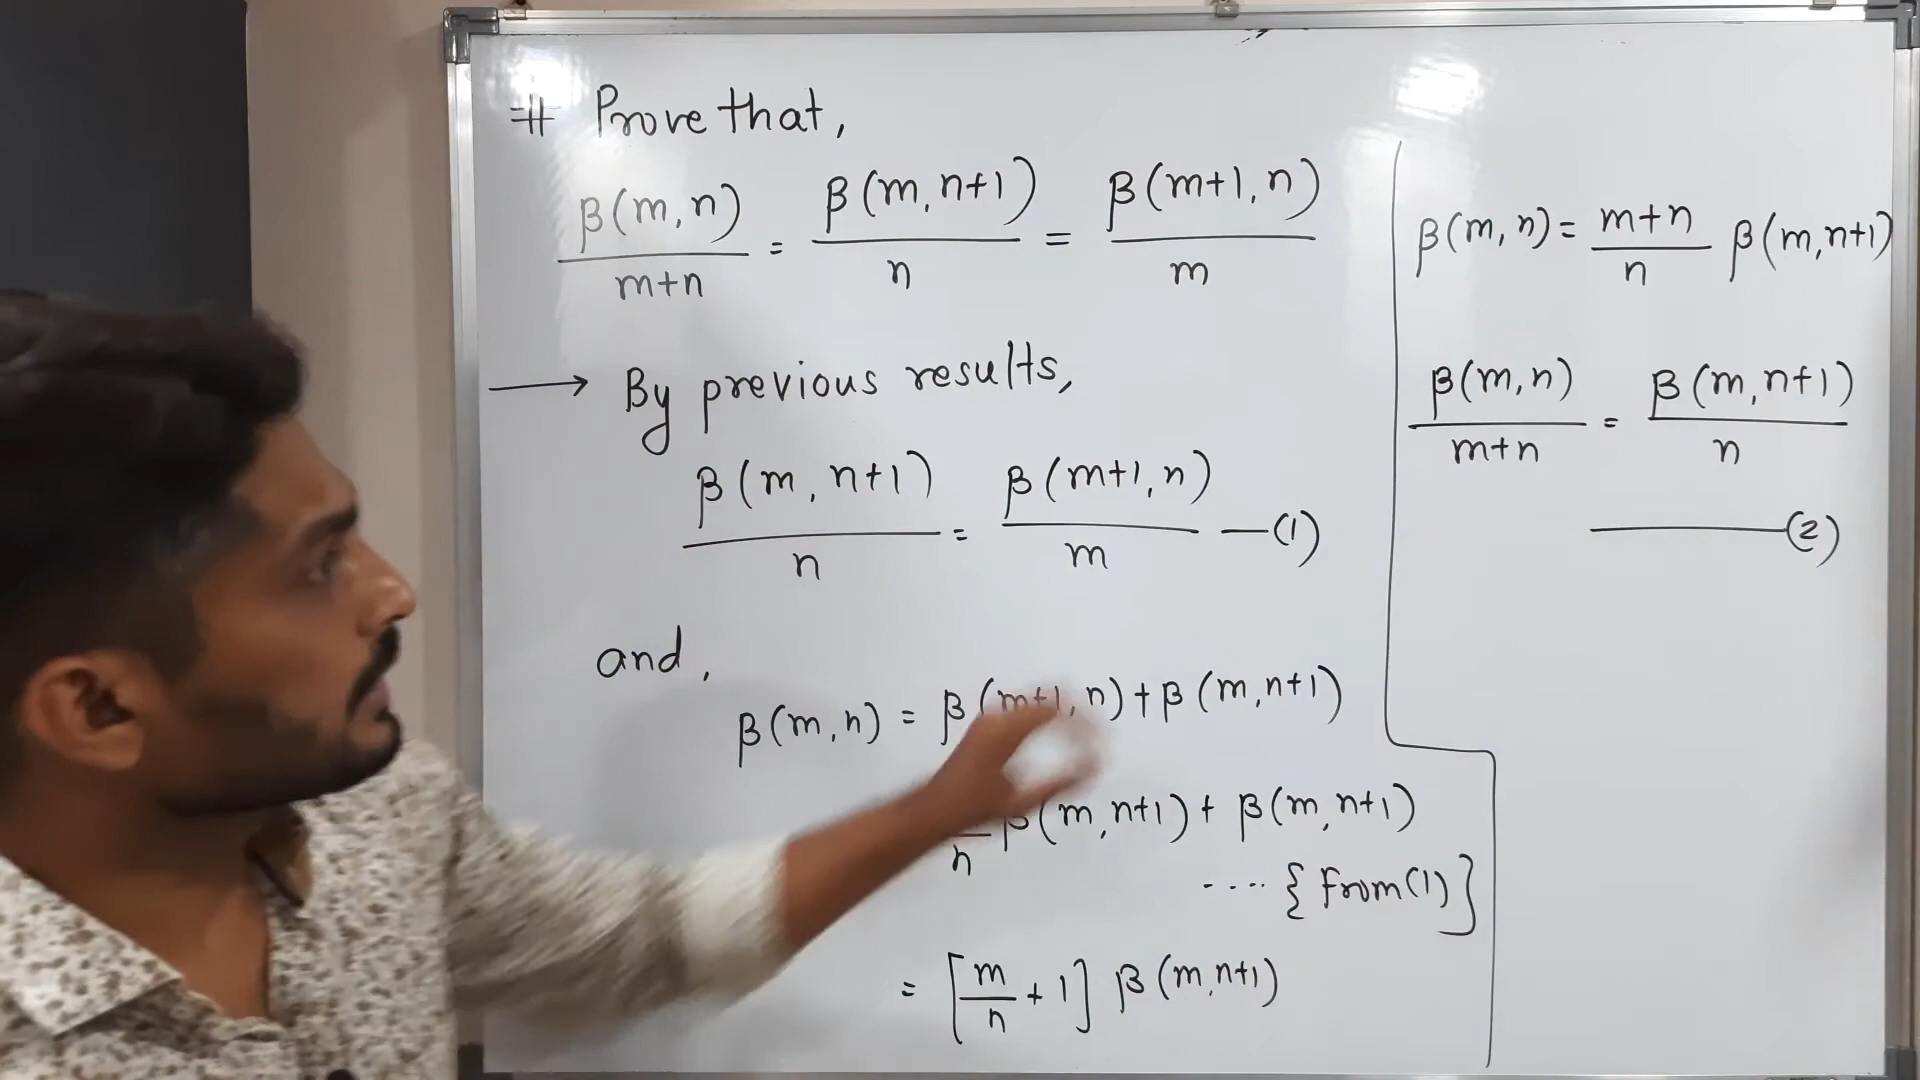 # Prove that,
β(m,n)/m+n = β(m,n+1)/n = β(m+1,n)/m
⟶ By previous results,
β(m,n+1)/n = β(m+1,n)/m —(1)
and,
β(m,n) = β(m+1,n)+β(m,n+1)
/n β(m,n+1)+ β(m,n+1)
.... {From(1)}
= [m/n + 1] β(m,n+1)
β(m,n)= m+n/n β(m,n+1)
β(m,n)/m+n = β(m,n+1)/n
—(2)